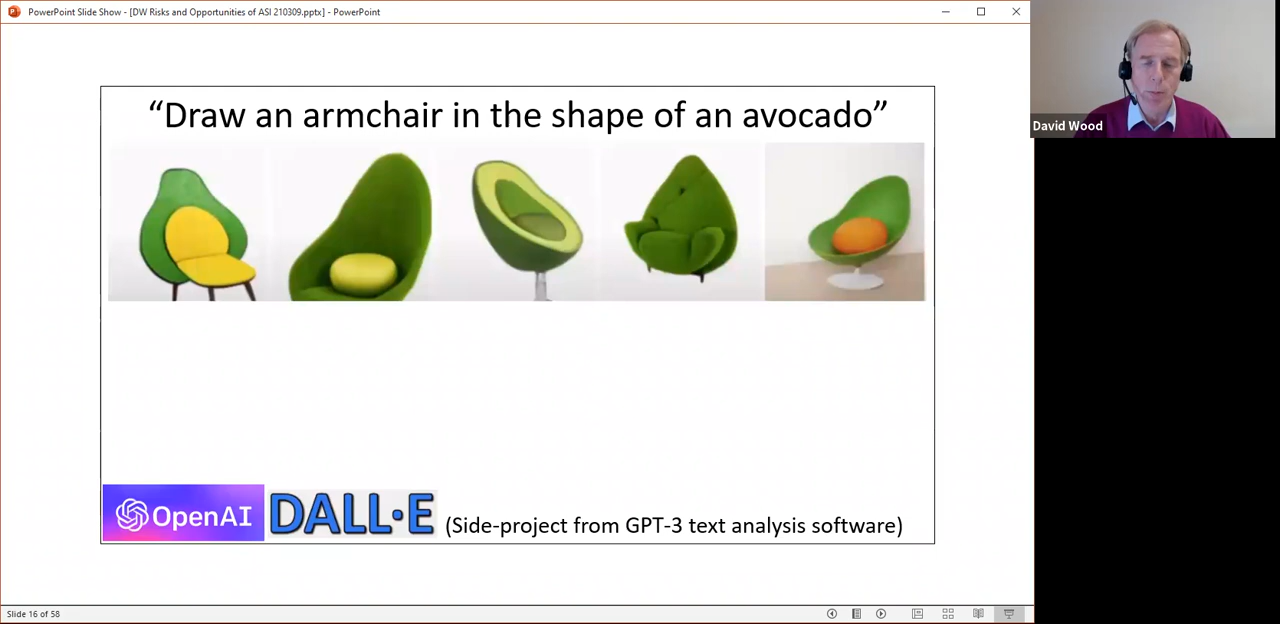 PowerPoint Slide Show - [DW Risks and Opportunities of ASI 210309.pptx] - PowerPoint
“Draw an armchair in the shape of an avocado”
OpenAI DALL·E (Side-project from GPT-3 text analysis software)
David Wood
Slide 16 of 58